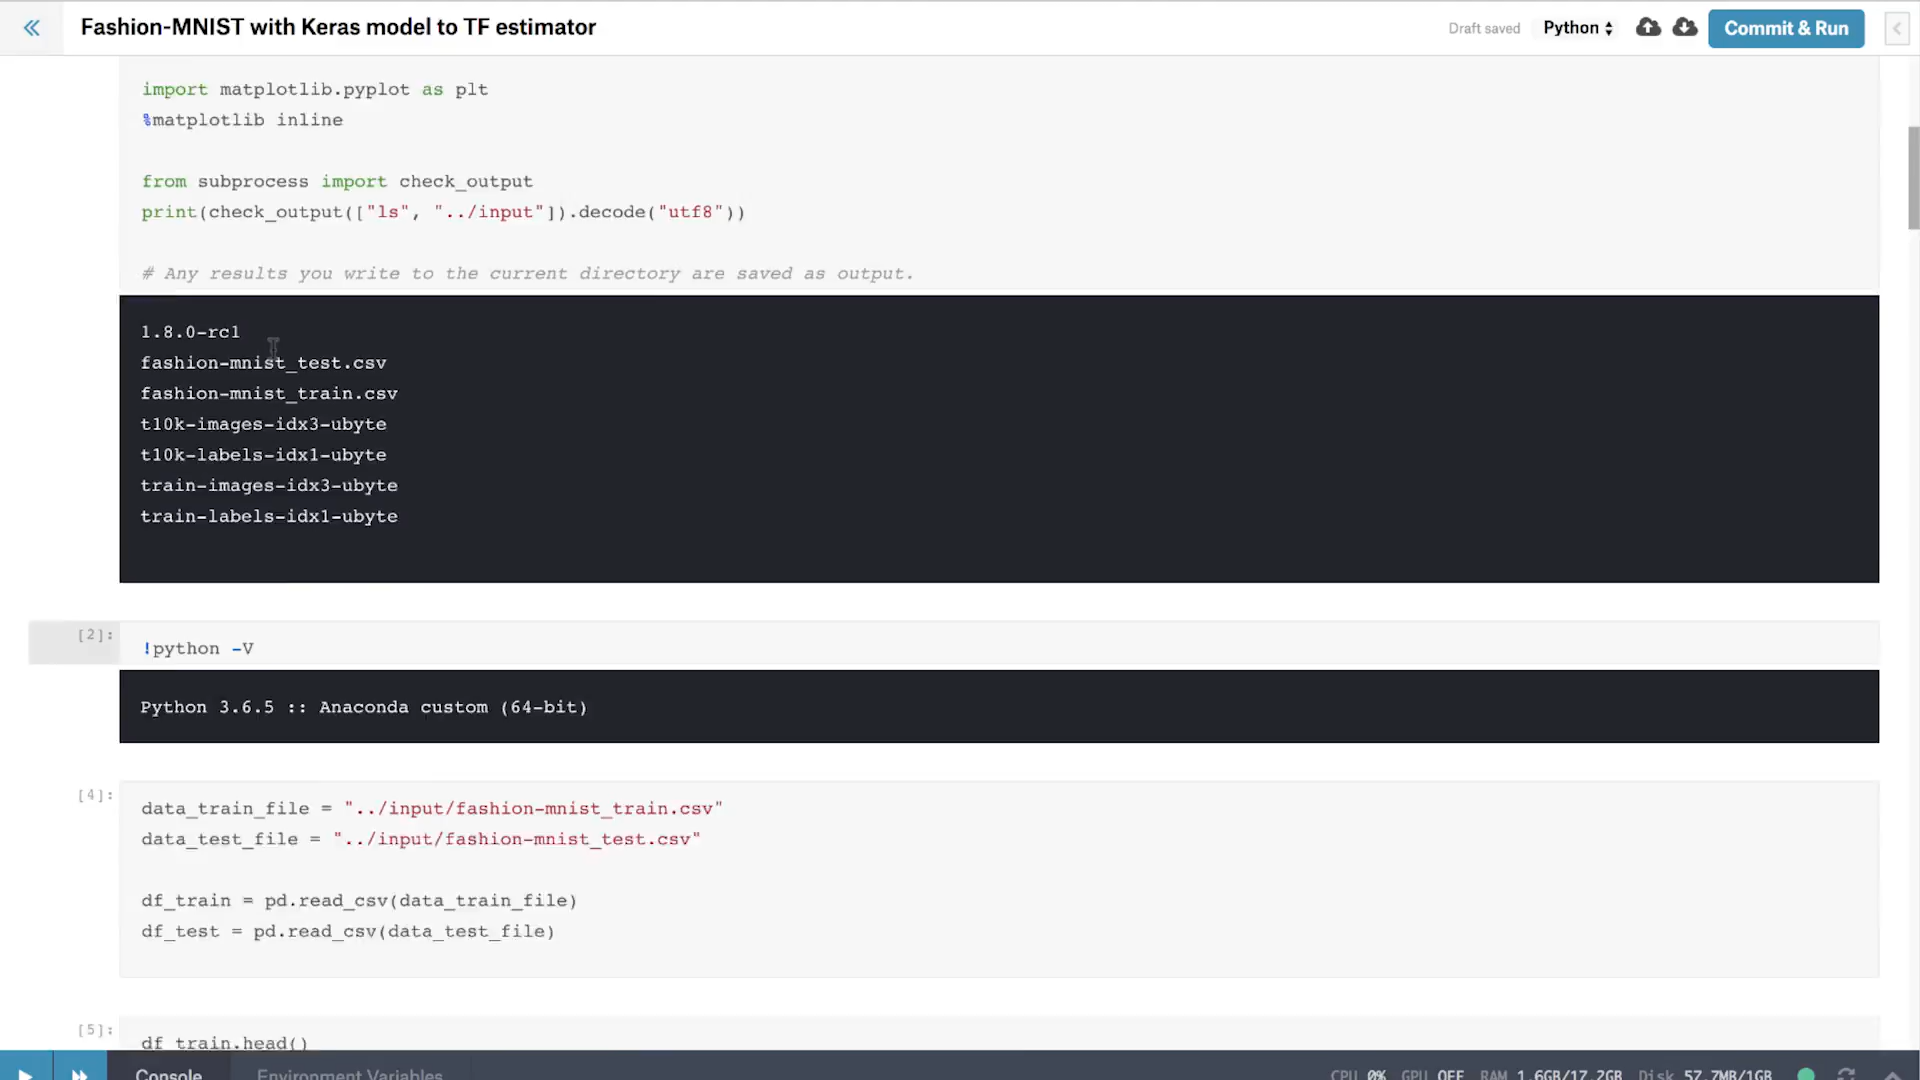 Fashion-MNIST with Keras model to TF estimator
Draft saved
Python
Commit & Run
import matplotlib.pyplot as plt
%matplotlib inline
from subprocess import check_output
print(check_output(["ls", "../input"]).decode("utf8"))
# Any results you write to the current directory are saved as output.
1.8.0-rc1
fashion-mnist_test.csv
fashion-mnist_train.csv
t10k-images-idx3-ubyte
t10k-labels-idx1-ubyte
train-images-idx3-ubyte
train-labels-idx1-ubyte
[2]:
!python -V
Python 3.6.5 :: Anaconda custom (64-bit)
[4]:
data_train_file = "../input/fashion-mnist_train.csv"
data_test_file = "../input/fashion-mnist_test.csv"
df_train = pd.read_csv(data_train_file)
df_test = pd.read_csv(data_test_file)
[5]:
df_train.head()
Console
Environment Variables
CPU 0% GPU OFF RAM 1.6GB/17.2GB Disk 57.7MB/1GB